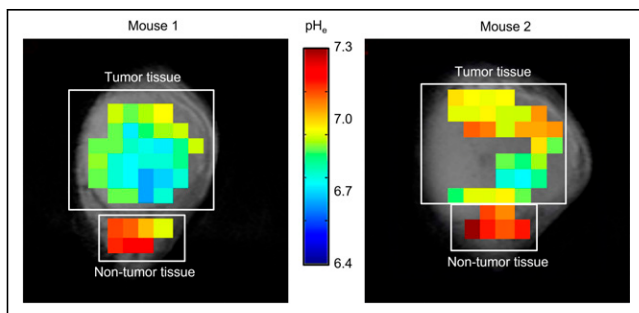 Mouse 1
pHe
Mouse 2
Tumor tissue
7.3
Tumor tissue
7.0
6.7
Non-tumor tissue
6.4
Non-tumor tissue